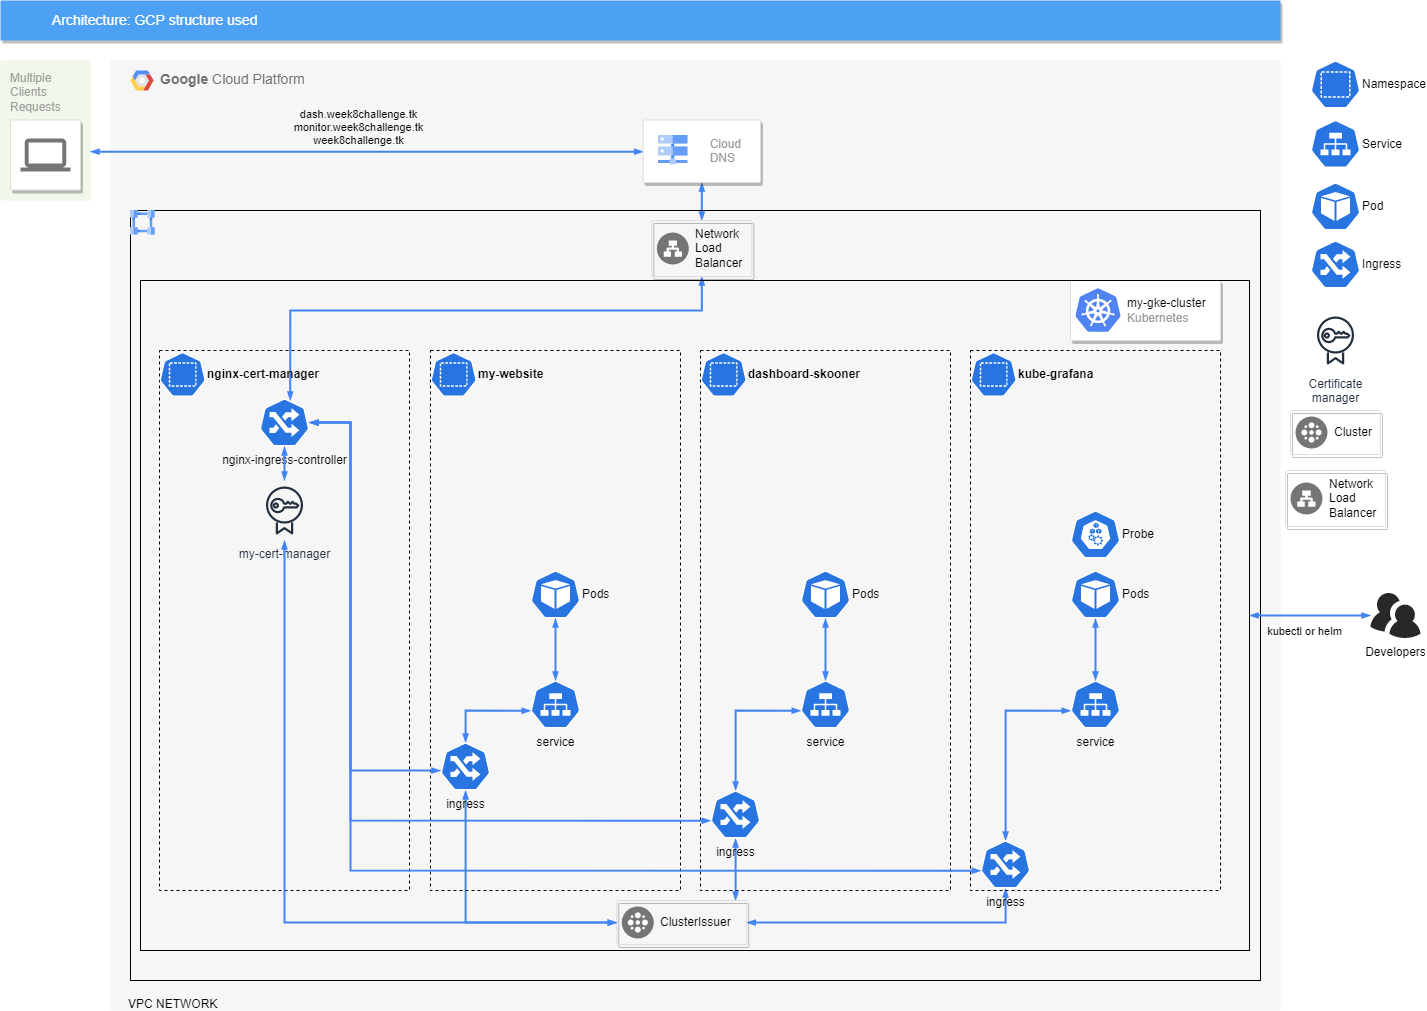 Architecture: GCP structure used
Multiple
Clients
Requests
Google Cloud Platform
dash.week8challenge.tk
monitor.week8challenge.tk
week8challenge.tk
Cloud
DNS
Network
Load
Balancer
my-gke-cluster
Kubernetes
nginx-cert-manager
my-website
dashboard-skooner
kube-grafana
nginx-ingress-controller
my-cert-manager
Probe
Pods
Pods
Pods
service
service
service
ingress
ingress
ingress
ClusterIssuer
VPC NETWORK
Namespace
Service
Pod
Ingress
Certificate
manager
Cluster
Network
Load
Balancer
kubectl or helm
Developers